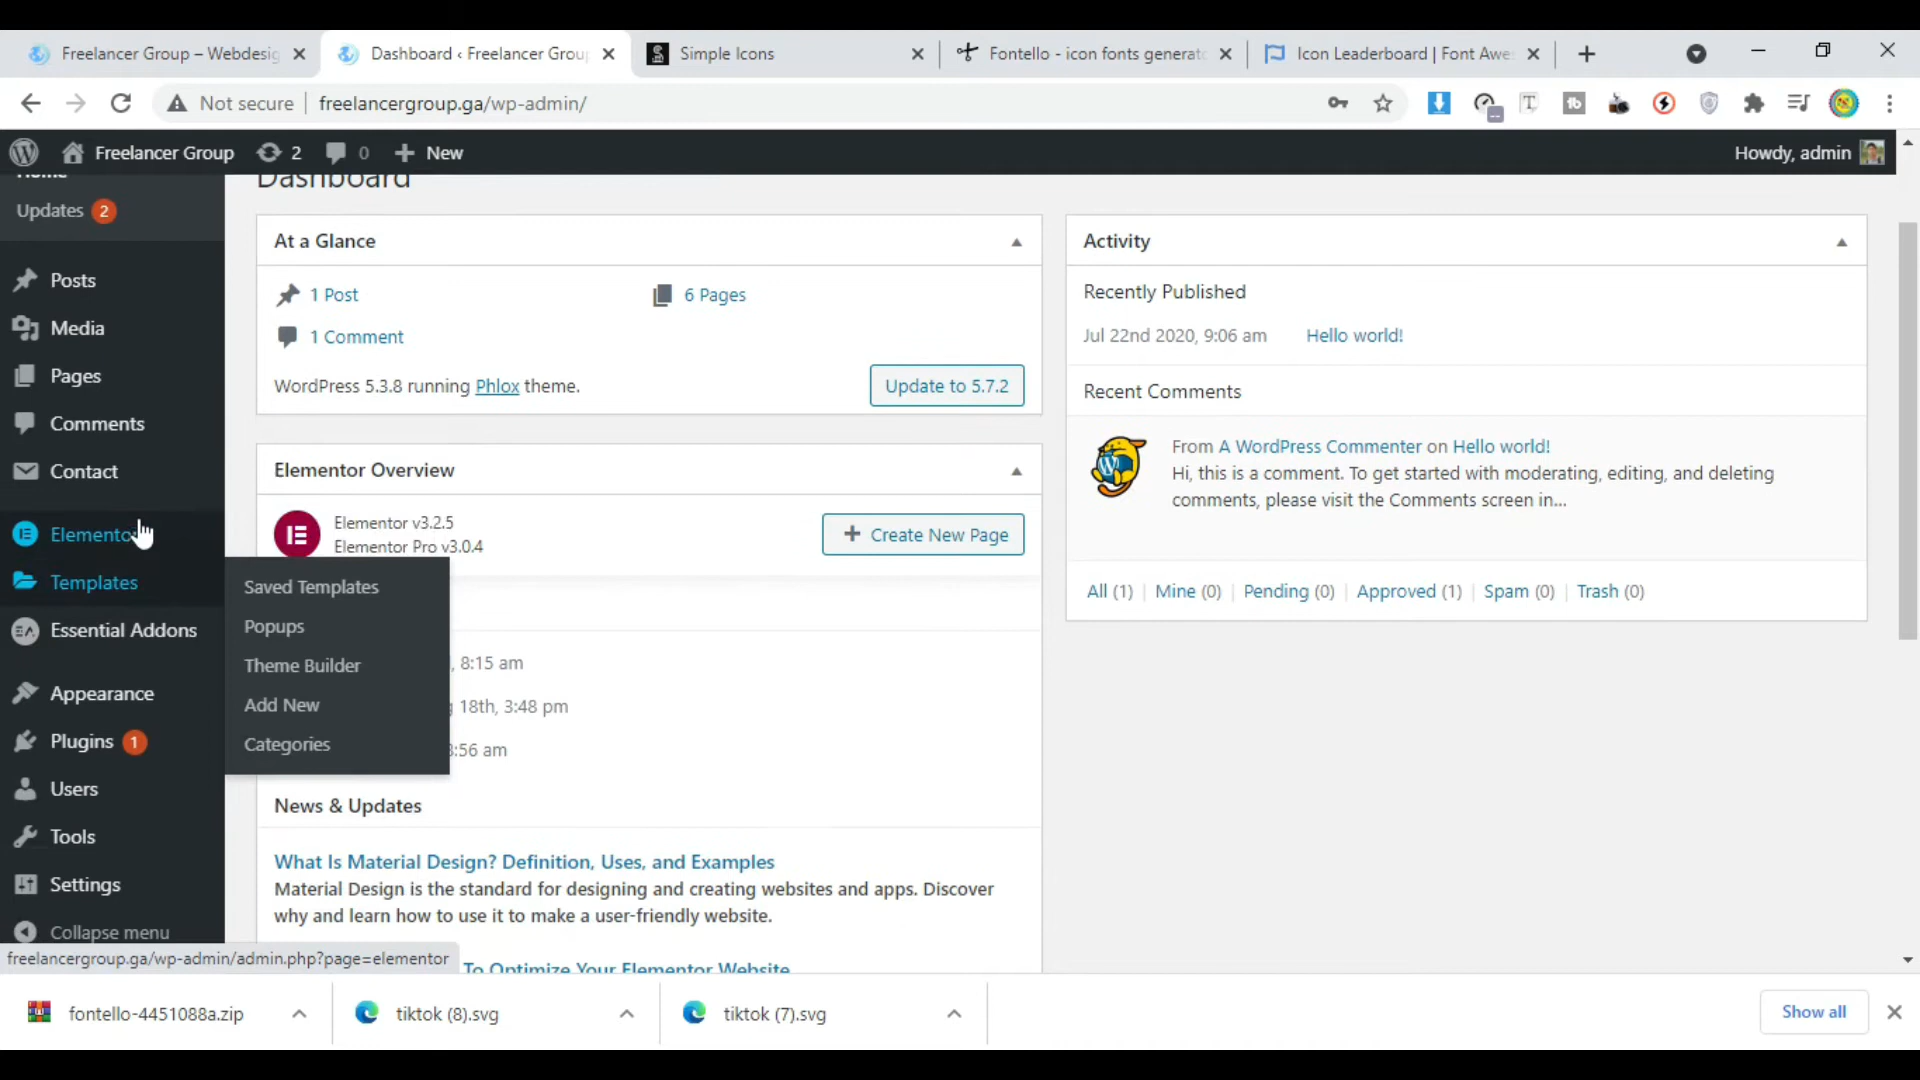 Freelancer Group – Webdesig
Dashboard ‹ Freelancer Group
Simple Icons
Fontello - icon fonts generato
Icon Leaderboard | Font Awe
Not secure
freelancergroup.ga/wp-admin/
Freelancer Group
2
0
New
Howdy, admin
Home
Updates 2
Posts
Media
Pages
Comments
Contact
Elemento
Templates
Essential Addons
Appearance
Plugins 1
Users
Tools
Settings
Collapse menu
Saved Templates
Popups
Theme Builder
Add New
Categories
Dashboard
At a Glance
1 Post
6 Pages
1 Comment
WordPress 5.3.8 running Phlox theme.
Update to 5.7.2
Elementor Overview
Elementor v3.2.5
Elementor Pro v3.0.4
Create New Page
, 8:15 am
18th, 3:48 pm
:56 am
News & Updates
What Is Material Design? Definition, Uses, and Examples
Material Design is the standard for designing and creating websites and apps. Discover
why and learn how to use it to make a user-friendly website.
To Optimize Your Elementor Website
Activity
Recently Published
Jul 22nd 2020, 9:06 am
Hello world!
Recent Comments
From A WordPress Commenter on Hello world!
Hi, this is a comment. To get started with moderating, editing, and deleting
comments, please visit the Comments screen in...
All (1) | Mine (0) | Pending (0) | Approved (1) | Spam (0) | Trash (0)
freelancergroup.ga/wp-admin/admin.php?page=elementor
fontello-4451088a.zip
tiktok (8).svg
tiktok (7).svg
Show all